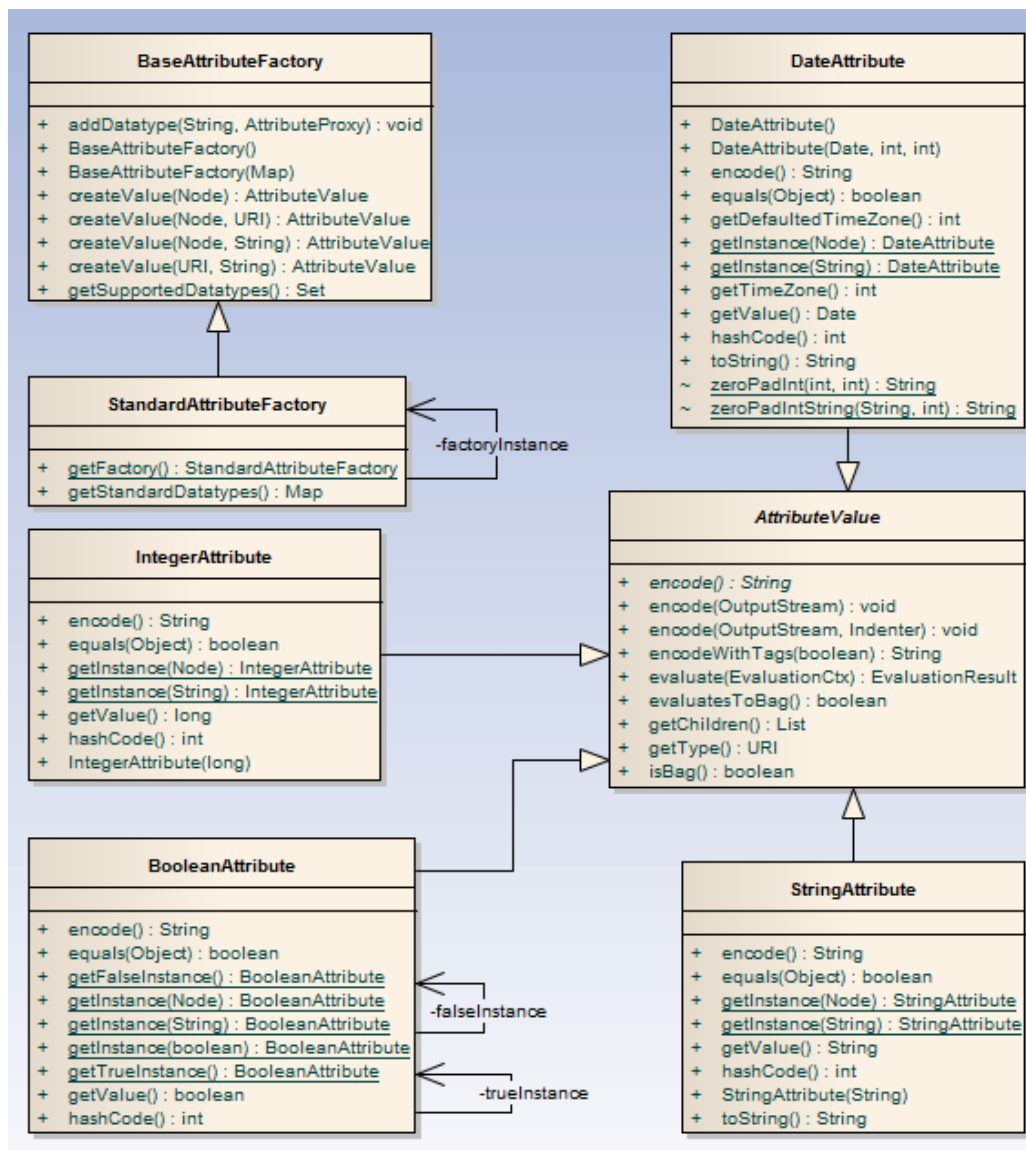 BaseAttributeFactory
+ addDatatype(String, AttributeProxy) : void
+ BaseAttributeFactory()
+ BaseAttributeFactory(Map)
+ createValue(Node) : AttributeValue
+ createValue(Node, URI) : AttributeValue
+ createValue(Node, String) : AttributeValue
+ createValue(URI, String) : AttributeValue
+ getSupportedDatatypes() : Set
StandardAttributeFactory
+ getFactory() : StandardAttributeFactory
+ getStandardDatatypes() : Map
-factoryInstance
DateAttribute
+ DateAttribute()
+ DateAttribute(Date, int, int)
+ encode() : String
+ equals(Object) : boolean
+ getDefaultedTimeZone() : int
+ getInstance(Node) : DateAttribute
+ getInstance(String) : DateAttribute
+ getTimeZone() : int
+ getValue() : Date
+ hashCode() : int
+ toString() : String
~ zeroPadInt(int, int) : String
~ zeroPadIntString(String, int) : String
IntegerAttribute
+ encode() : String
+ equals(Object) : boolean
+ getInstance(Node) : IntegerAttribute
+ getInstance(String) : IntegerAttribute
+ getValue() : long
+ hashCode() : int
+ IntegerAttribute(long)
AttributeValue
+ encode() : String
+ encode(OutputStream) : void
+ encode(OutputStream, Indenter) : void
+ encodeWithTags(boolean) : String
+ evaluate(EvaluationCtx) : EvaluationResult
+ evaluatesToBag() : boolean
+ getChildren() : List
+ getType() : URI
+ isBag() : boolean
BooleanAttribute
+ encode() : String
+ equals(Object) : boolean
+ getFalseInstance() : BooleanAttribute
+ getInstance(Node) : BooleanAttribute
+ getInstance(String) : BooleanAttribute
+ getInstance(boolean) : BooleanAttribute
+ getTrueInstance() : BooleanAttribute
+ getValue() : boolean
+ hashCode() : int
-falseInstance
-trueInstance
StringAttribute
+ encode() : String
+ equals(Object) : boolean
+ getInstance(Node) : StringAttribute
+ getInstance(String) : StringAttribute
+ getValue() : String
+ hashCode() : int
+ StringAttribute(String)
+ toString() : String